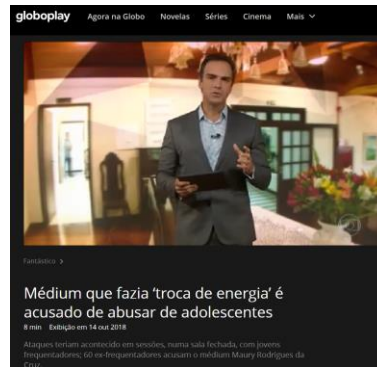 globoplay Agora na Globo Novelas Séries Cinema Mais
Fantástico >
Médium que fazia ‘troca de energia’ é
acusado de abusar de adolescentes
8 min Exibição em 14 out 2018
Ataques teriam acontecido em sessões, numa sala fechada, com jovens
frequentadores; 60 ex-frequentadores acusam o médium Maury Rodrigues da
Cruz.